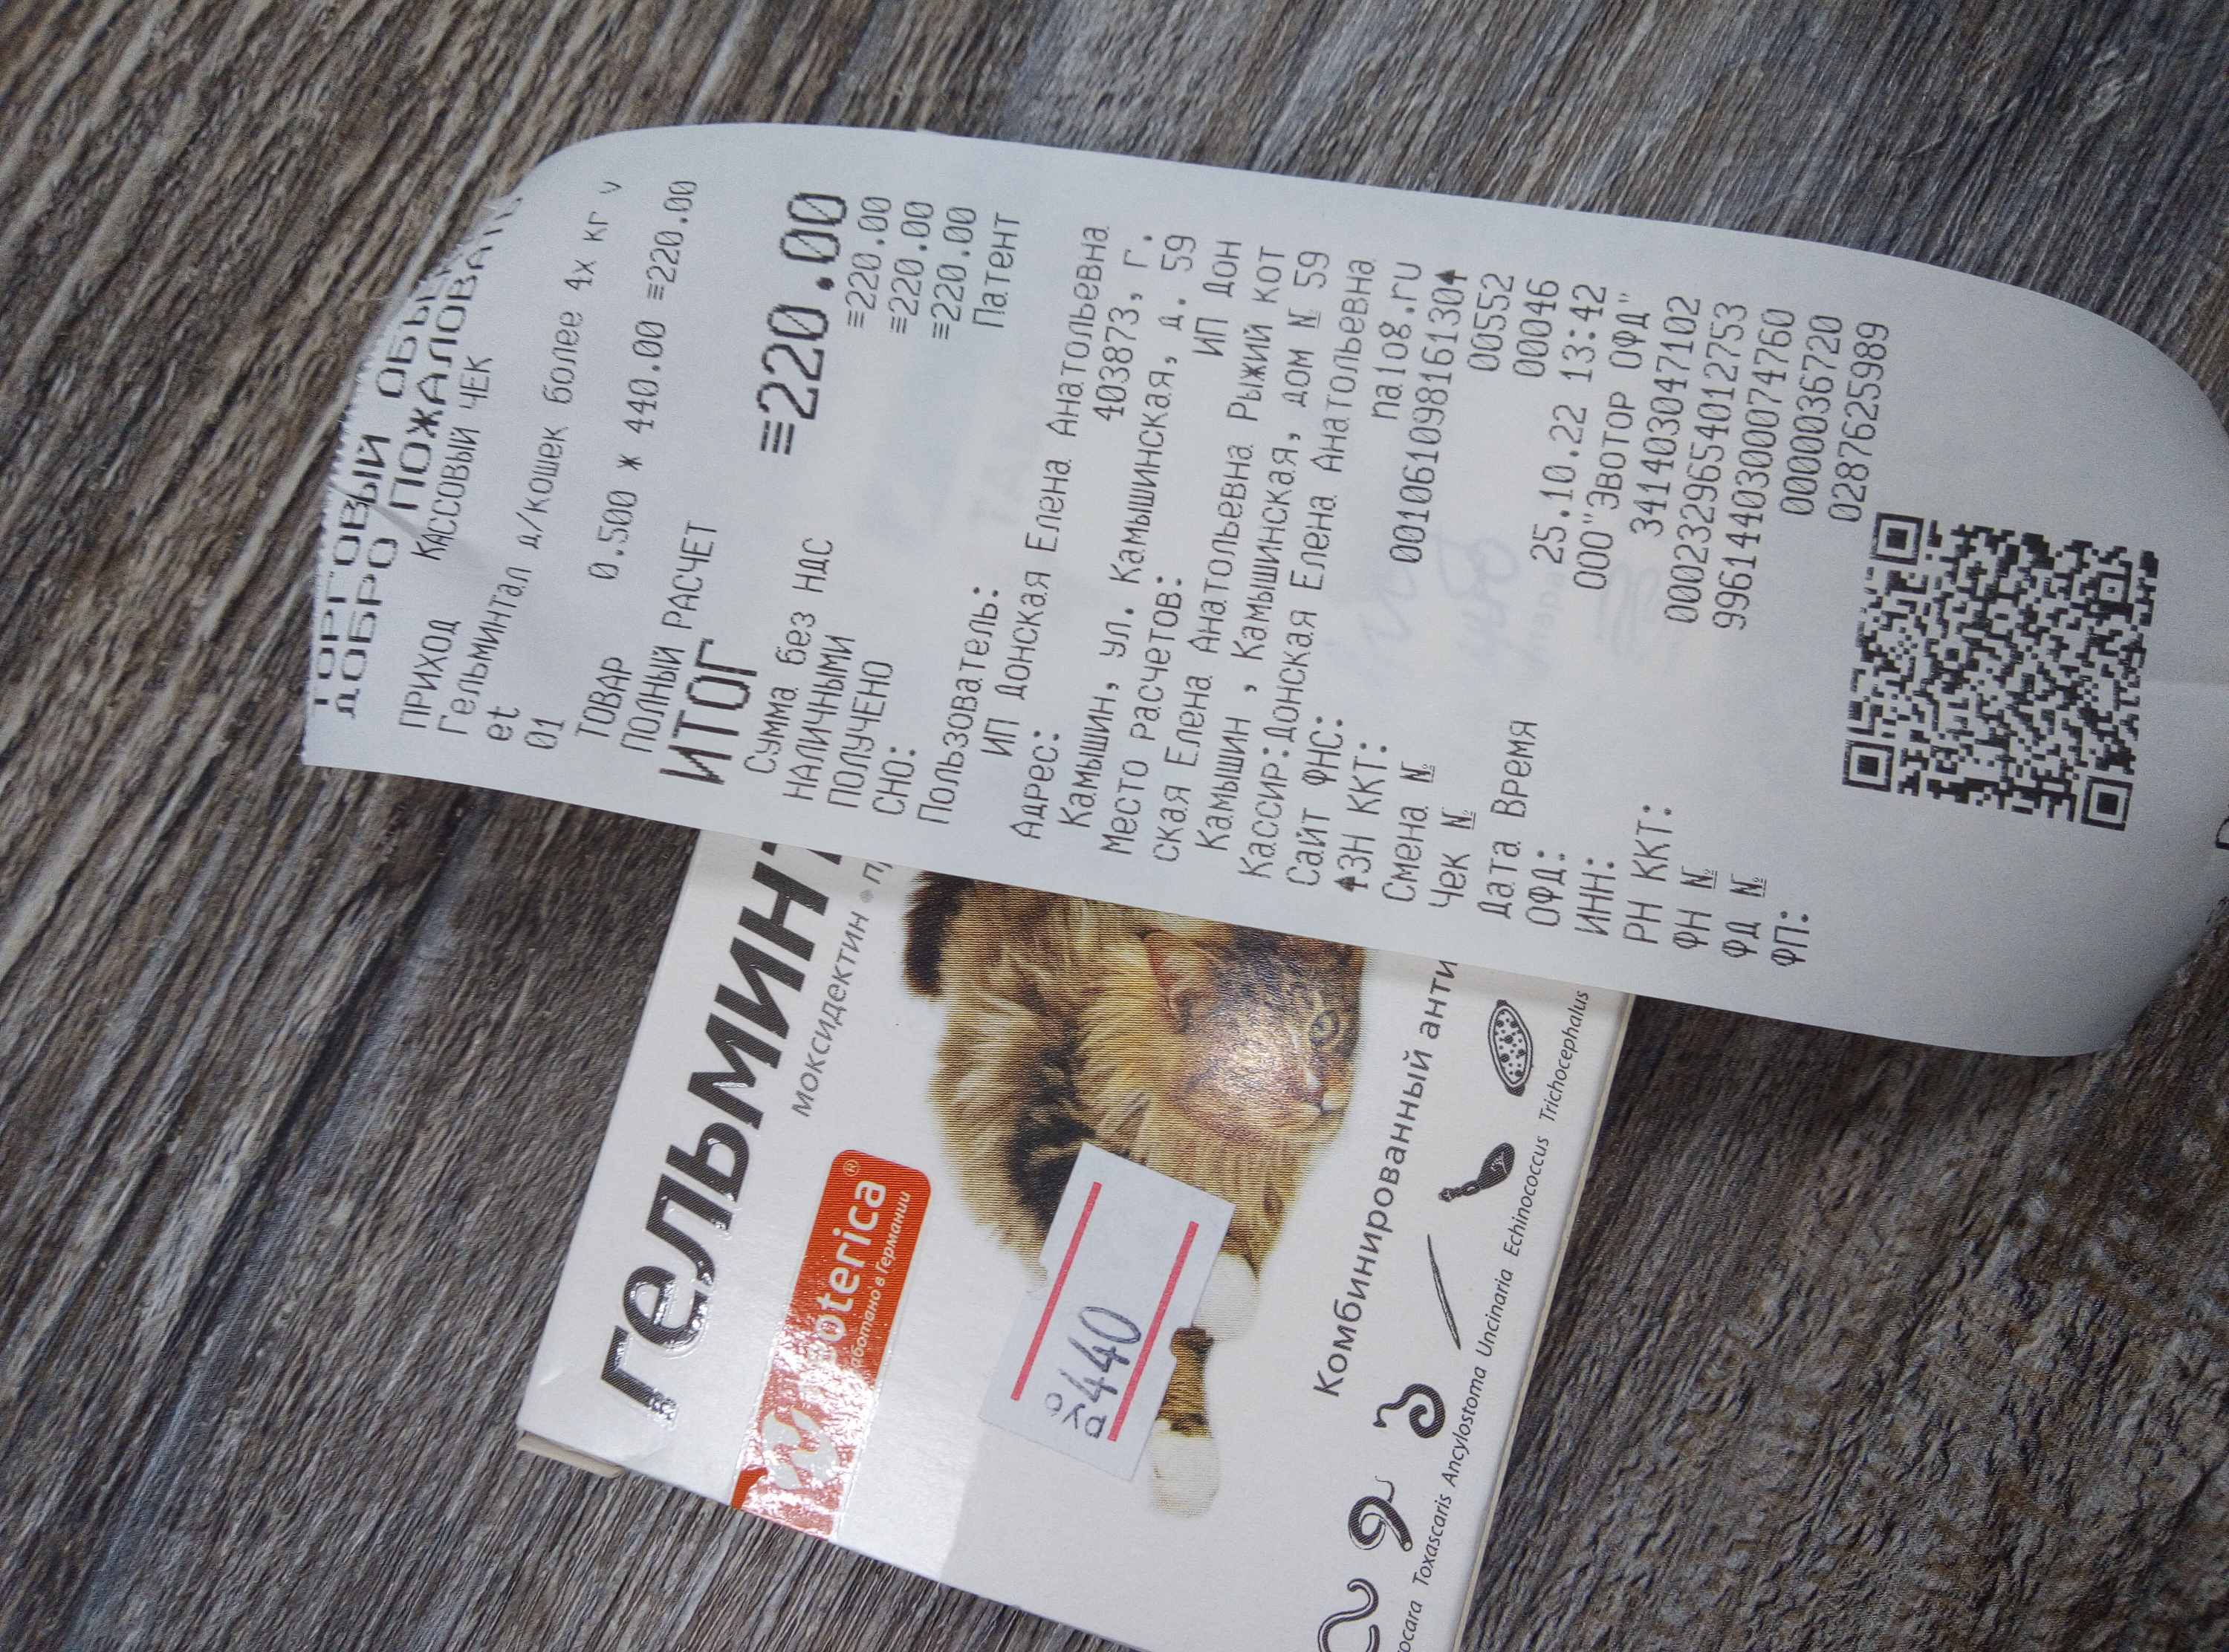 ТОРГОВЫЙ
ДОБРО ПОЖАЛОВАТЬ
КАССОВЫЙ ЧЕК
ПРИХОД
Гельминтал д/кошек более 4х кг v
et
01
ТОВАР 0.500 * 440.00 ≡220.00
ПОЛНЫЙ РАСЧЕТ
ИТОГ ≡220.00
Сумма без НДС ≡220.00
НАЛИЧНЫМИ ≡220.00
ПОЛУЧЕНО ≡220.00
СНО: Патент
Пользователь:
ИП Донская Елена Анатольевна
Адрес: 403873, г.
Камышин, ул. Камышинская, д. 59
Место Расчетов: ИП Дон
ская Елена Анатольевна Рыжий кот
Камышин , Камышинская, дом № 59
Кассир:Донская Елена Анатольевна
Сайт ФНС: nalog.ru
ЗН ККТ: 00106109816130
Смена № 00552
Чек № 00046
Дата Время 25.10.22 13:42
ОФД: ООО"ЭВОТОР ОФД"
ИНН: 341403047102
РН ККТ: 0002329654012753
ФН № 9961440300074760
ФД № 0000036720
ФП: 0287625989
моксидектин
Комбинированный
440
Toxascaris Ancylostoma Uncinaria Echinococcus Trichocephalus